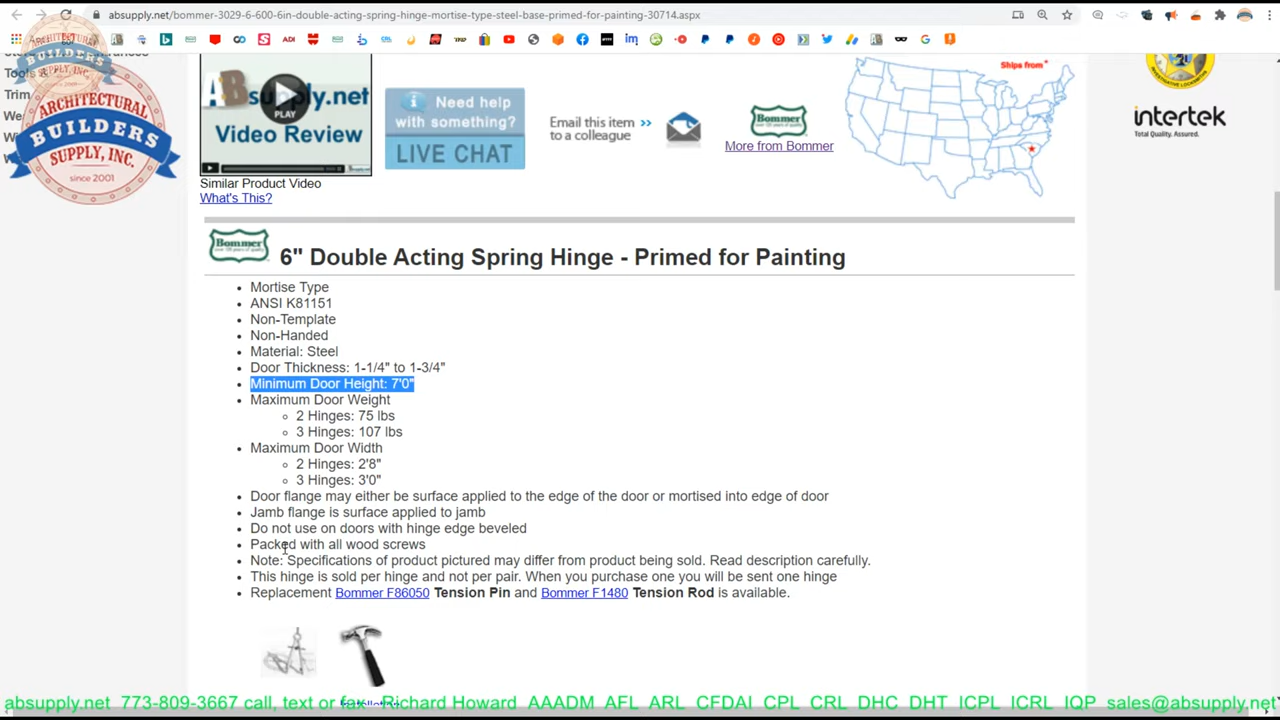 absupply.net/bommer-3029-6-600-6in-double-acting-spring-hinge-mortise-type-steel-base-primed-for-painting-30714.aspx
Tools &
Trim
ARCHITECTURAL
BUILDERS
SUPPLY, INC.
since 2001
ABsupply.net
PLAY
Video Review
Similar Product Video
What's This?
Need help
with something?
LIVE CHAT
Email this item >>
to a colleague
Bommer
More from Bommer
Ships from
intertek
Total Quality. Assured.
Bommer
6" Double Acting Spring Hinge - Primed for Painting
• Mortise Type
• ANSI K81151
• Non-Template
• Non-Handed
• Material: Steel
• Door Thickness: 1-1/4" to 1-3/4"
• Minimum Door Height: 7'0"
• Maximum Door Weight
◦ 2 Hinges: 75 lbs
◦ 3 Hinges: 107 lbs
• Maximum Door Width
◦ 2 Hinges: 2'8"
◦ 3 Hinges: 3'0"
• Door flange may either be surface applied to the edge of the door or mortised into edge of door
• Jamb flange is surface applied to jamb
• Do not use on doors with hinge edge beveled
• Packed with all wood screws
• Note: Specifications of product pictured may differ from product being sold. Read description carefully.
• This hinge is sold per hinge and not per pair. When you purchase one you will be sent one hinge
• Replacement Bommer F86050 Tension Pin and Bommer F1480 Tension Rod is available.
absupply.net 773-809-3667 call, text or fax Richard Howard AAADM AFL ARL CFDAI CPL CRL DHC DHT ICPL ICRL IQP sales@absupply.net